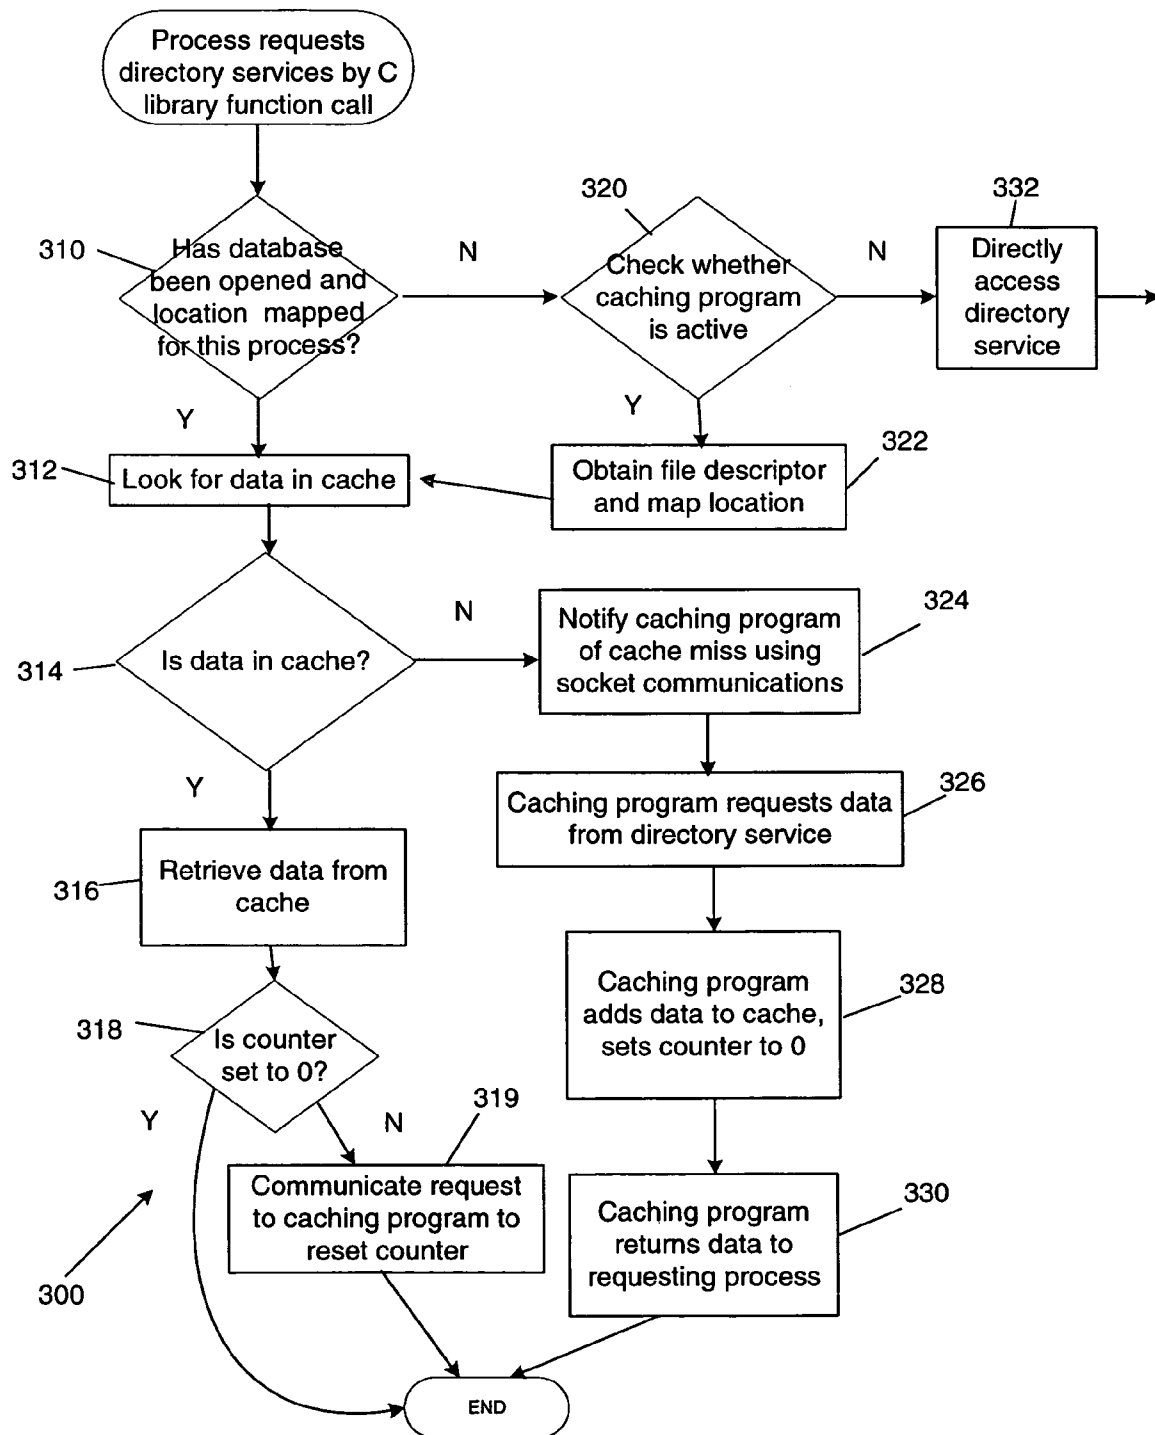 Process requests
directory services by C
library function call
320
332
310
Has database
been opened and
location mapped
for this process?
N
Check whether
caching program
is active
N
Directly
access
directory
service
Y
Y
312
Look for data in cache
Obtain file descriptor
and map location
322
314
Is data in cache?
N
Notify caching program
of cache miss using
socket communications
324
Y
Caching program requests data
from directory service
326
316
Retrieve data from
cache
Caching program
adds data to cache,
sets counter to 0
328
318
Is counter
set to 0?
Y
N
319
Communicate request
to caching program to
reset counter
Caching program
returns data to
requesting process
330
300
END